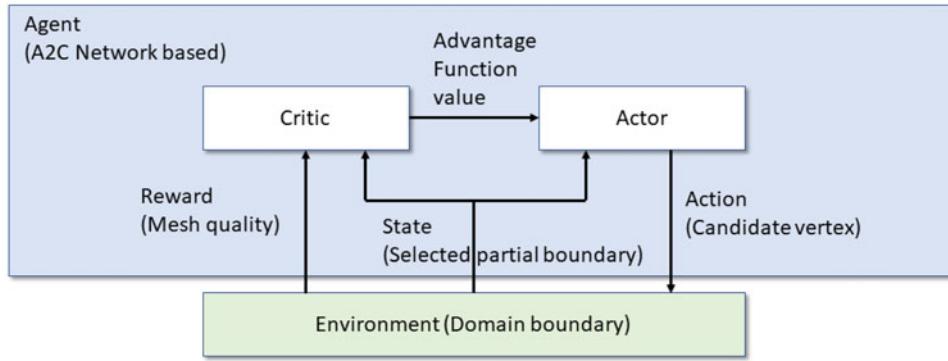 Agent
(A2C Network based)
Advantage
Function
value
Critic
Actor
Reward
(Mesh quality)
State
(Selected partial boundary)
Action
(Candidate vertex)
Environment (Domain boundary)